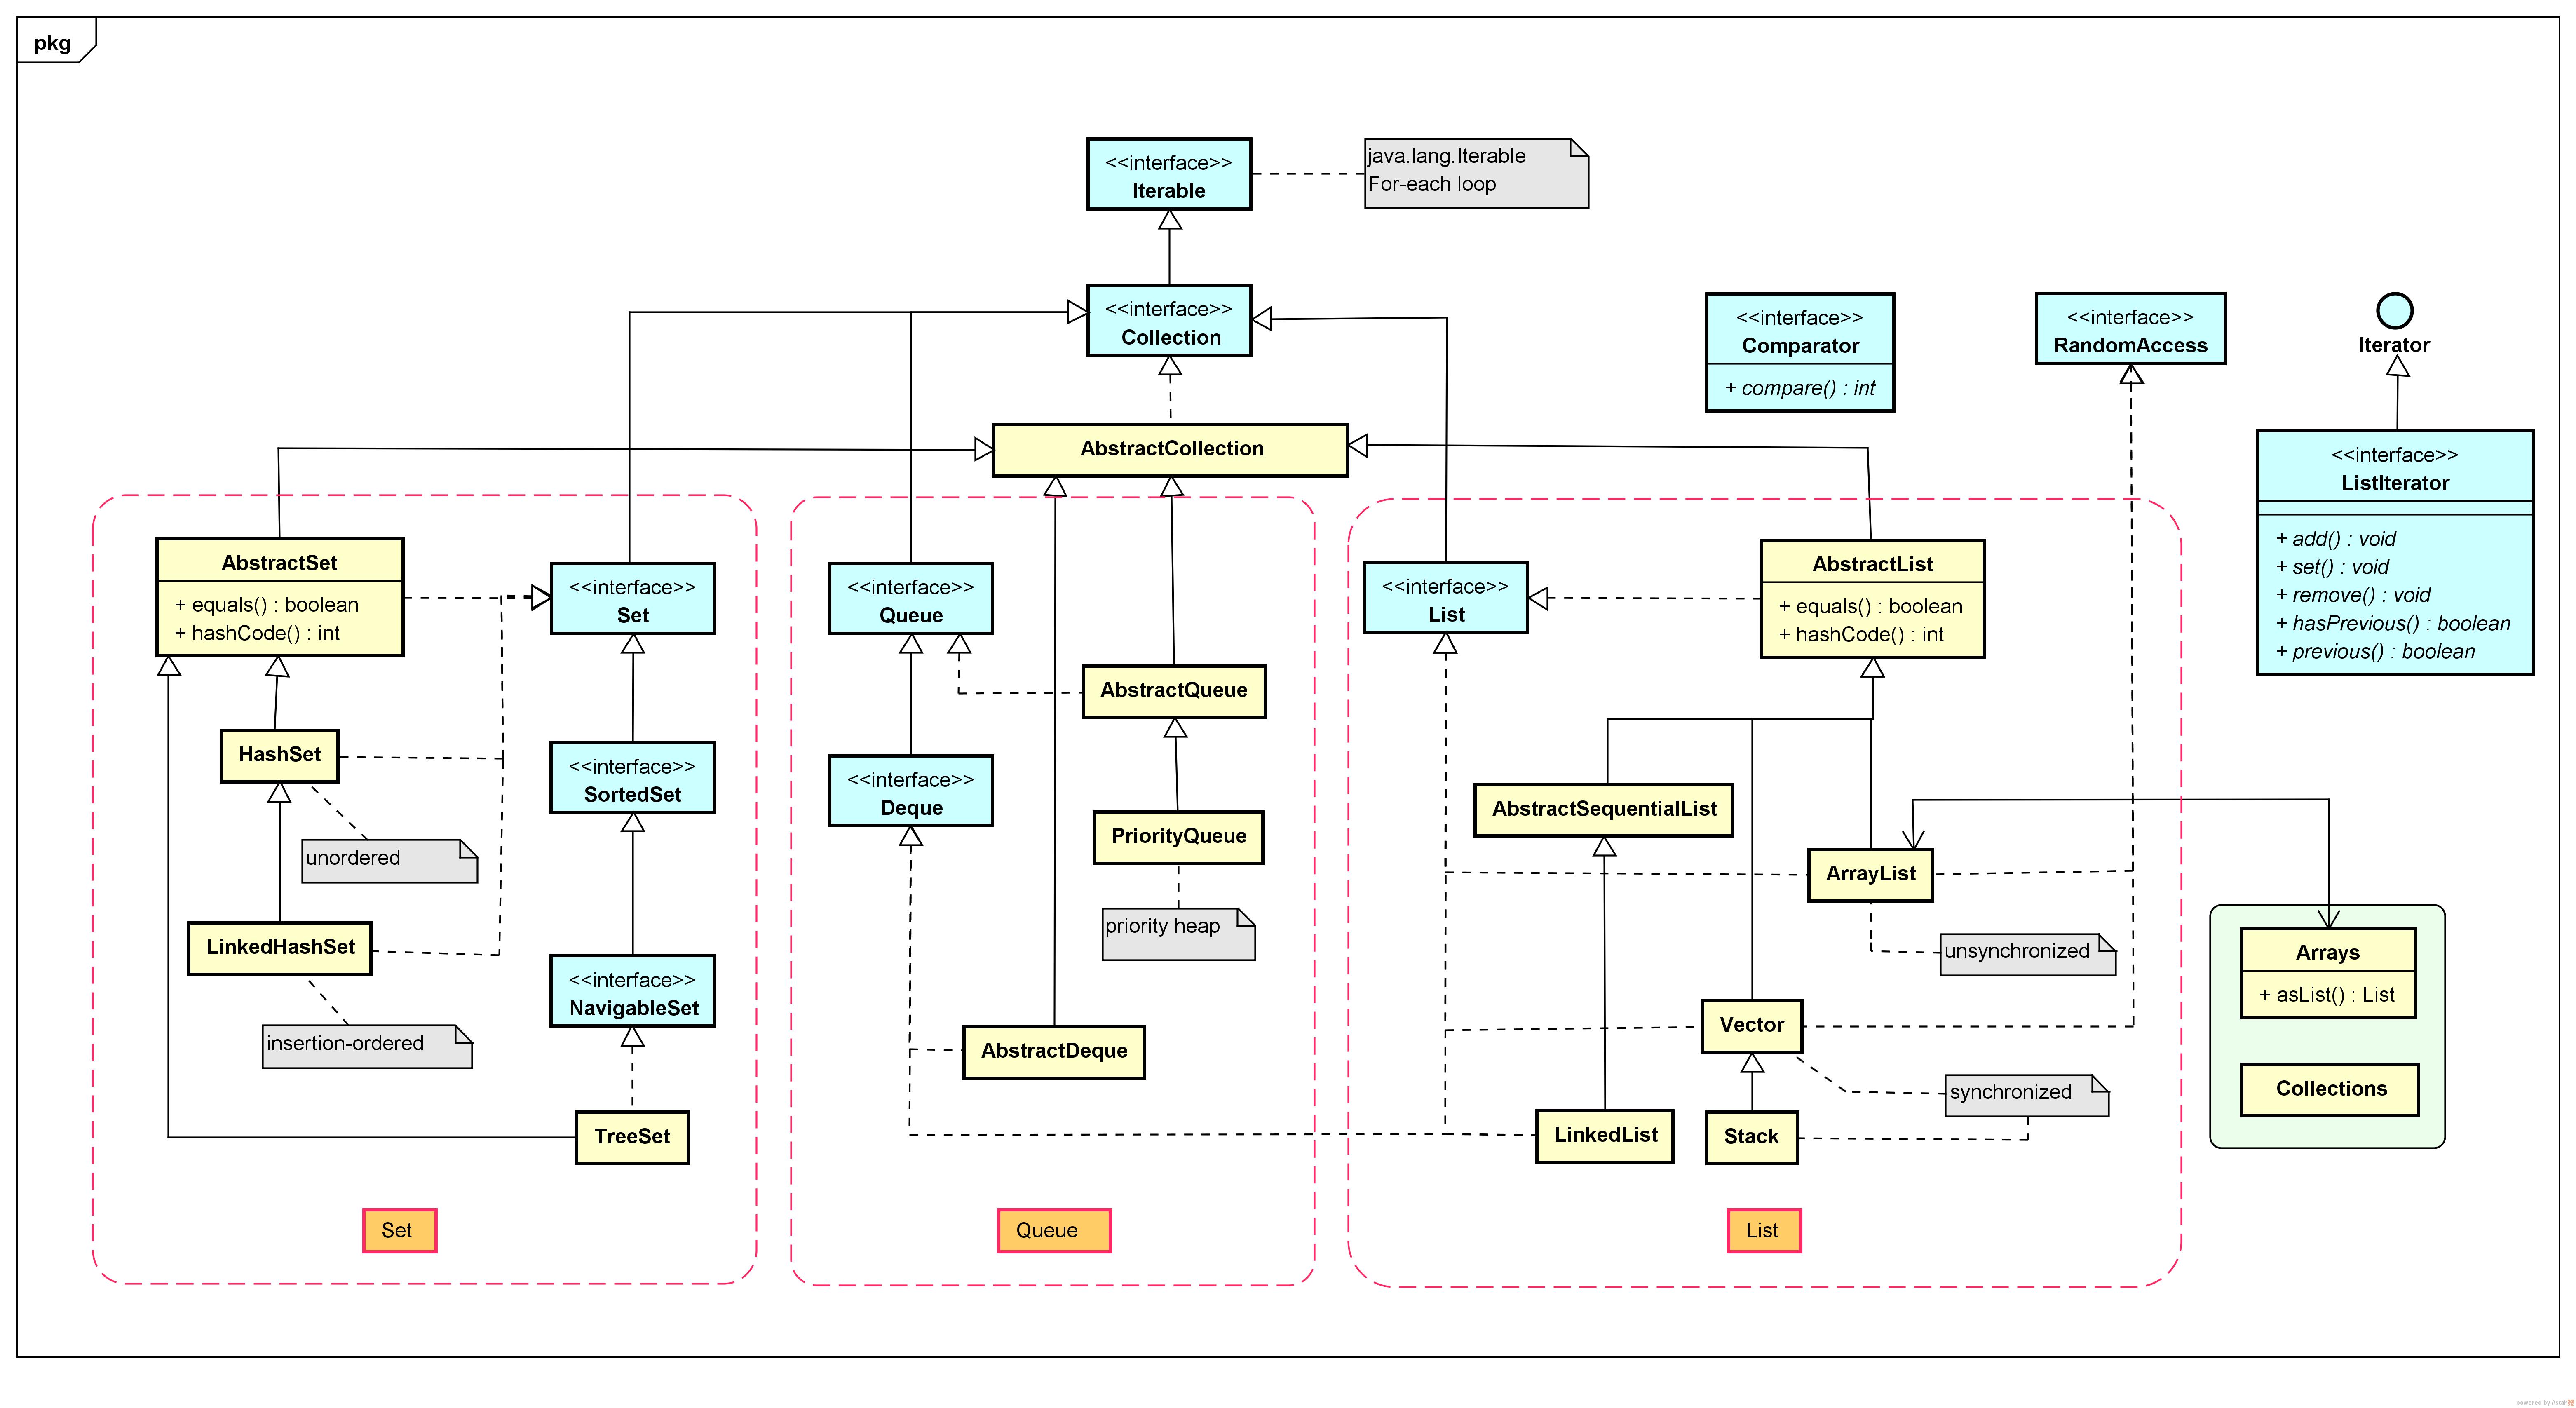 pkg
<<interface>>
Iterable
java.lang.Iterable
For-each loop
<<interface>>
Collection
<<interface>>
Comparator
+ compare() : int
<<interface>>
RandomAccess
Iterator
AbstractCollection
<<interface>>
ListIterator
+ add() : void
+ set() : void
+ remove() : void
+ hasPrevious() : boolean
+ previous() : boolean
AbstractSet
+ equals() : boolean
+ hashCode() : int
<<interface>>
Set
HashSet
unordered
<<interface>>
SortedSet
LinkedHashSet
insertion-ordered
<<interface>>
NavigableSet
TreeSet
Set
<<interface>>
Queue
AbstractQueue
<<interface>>
Deque
PriorityQueue
priority heap
AbstractDeque
Queue
<<interface>>
List
AbstractList
+ equals() : boolean
+ hashCode() : int
AbstractSequentialList
ArrayList
unsynchronized
Vector
synchronized
LinkedList
Stack
List
Arrays
+ asList() : List
Collections
powered by Astah